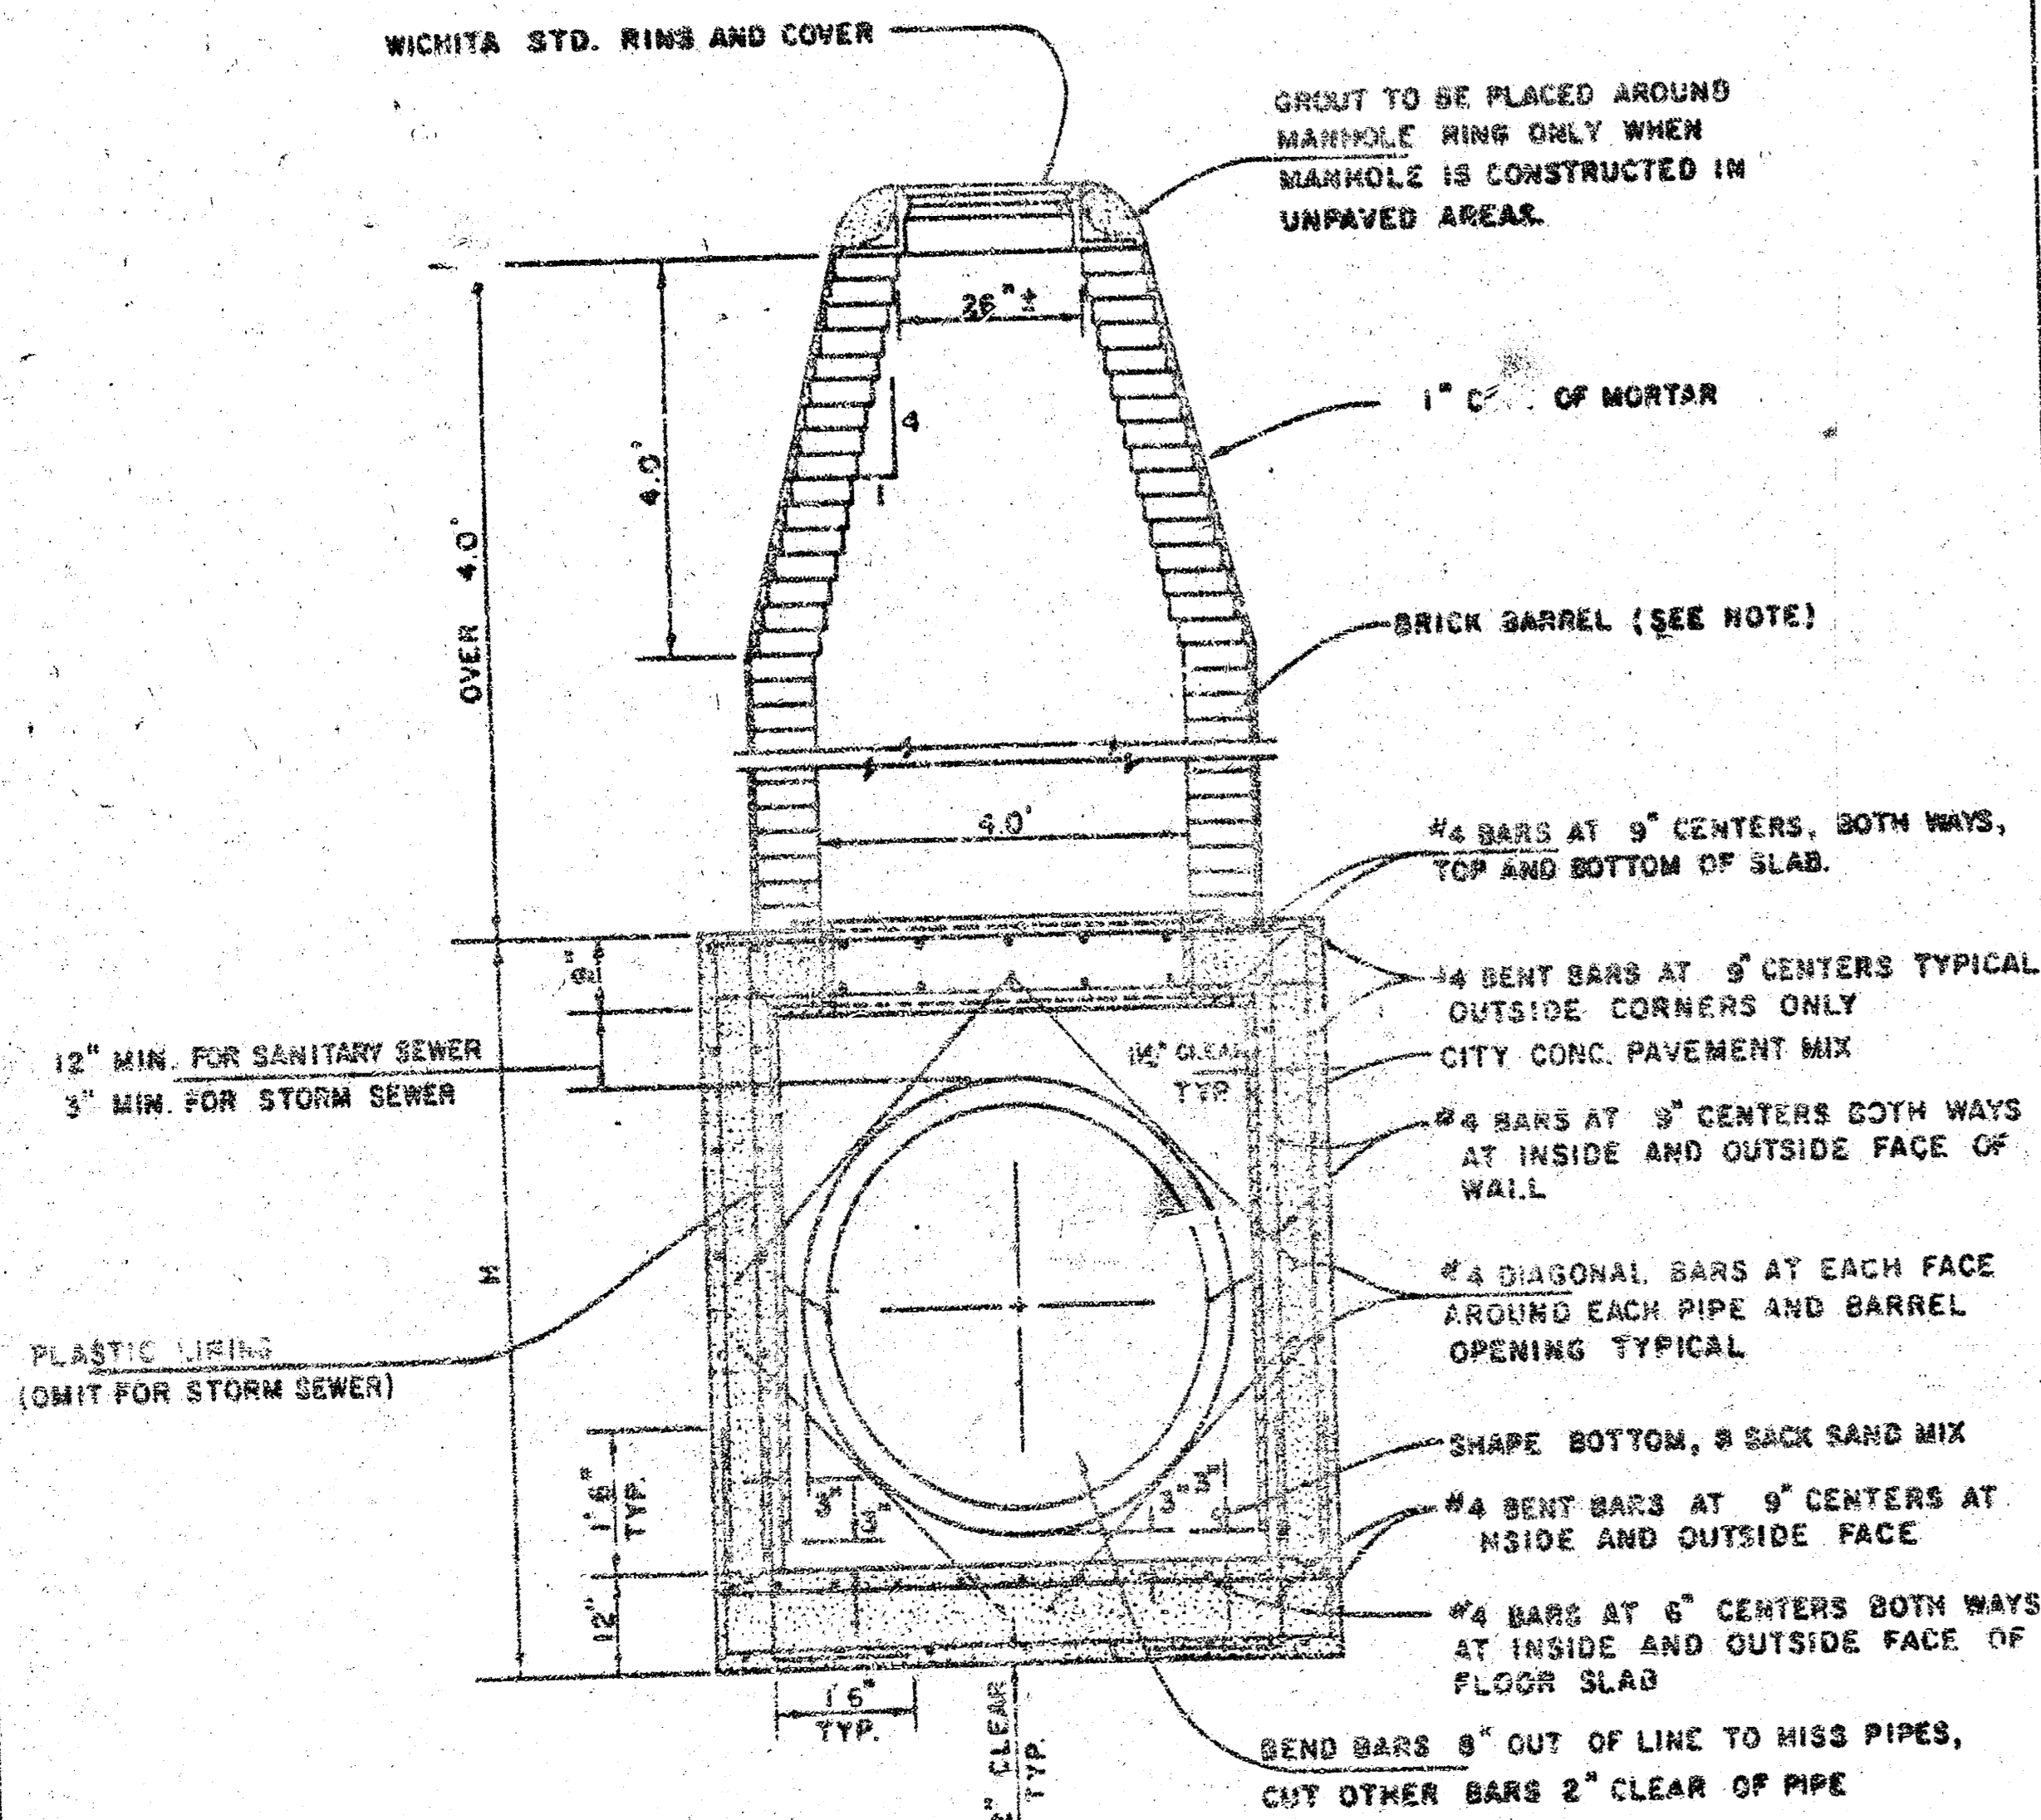 WICHITA STD. RING AND COVER
GROUT TO BE PLACED AROUND
MANHOLE RING ONLY WHEN
MANHOLE IS CONSTRUCTED IN
UNPAVED AREAS.
26"±
4
1
4.0'
OVER 4.0'
1" OF MORTAR
BRICK BARREL (SEE NOTE)
4.0'
#4 BARS AT 9" CENTERS, BOTH WAYS,
TOP AND BOTTOM OF SLAB.
#4 BENT BARS AT 9" CENTERS TYPICAL
OUTSIDE CORNERS ONLY
CITY CONC. PAVEMENT MIX
12" MIN. FOR SANITARY SEWER
3" MIN. FOR STORM SEWER
1½" CLEAR
TYP.
#4 BARS AT 9" CENTERS BOTH WAYS
AT INSIDE AND OUTSIDE FACE OF
WALL
H
#4 DIAGONAL BARS AT EACH FACE
AROUND EACH PIPE AND BARREL
OPENING TYPICAL
PLASTIC LINING
(OMIT FOR STORM SEWER)
SHAPE BOTTOM, 8 SACK SAND MIX
1'6"
TYP.
3"
3"
3"
3"
#4 BENT BARS AT 9" CENTERS AT
NSIDE AND OUTSIDE FACE
12"
#4 BARS AT 6" CENTERS BOTH WAYS
AT INSIDE AND OUTSIDE FACE OF
FLOOR SLAB
1'6"
TYP.
2" CLEAR
TYP.
BEND BARS 8" OUT OF LINE TO MISS PIPES,
CUT OTHER BARS 2" CLEAR OF PIPE